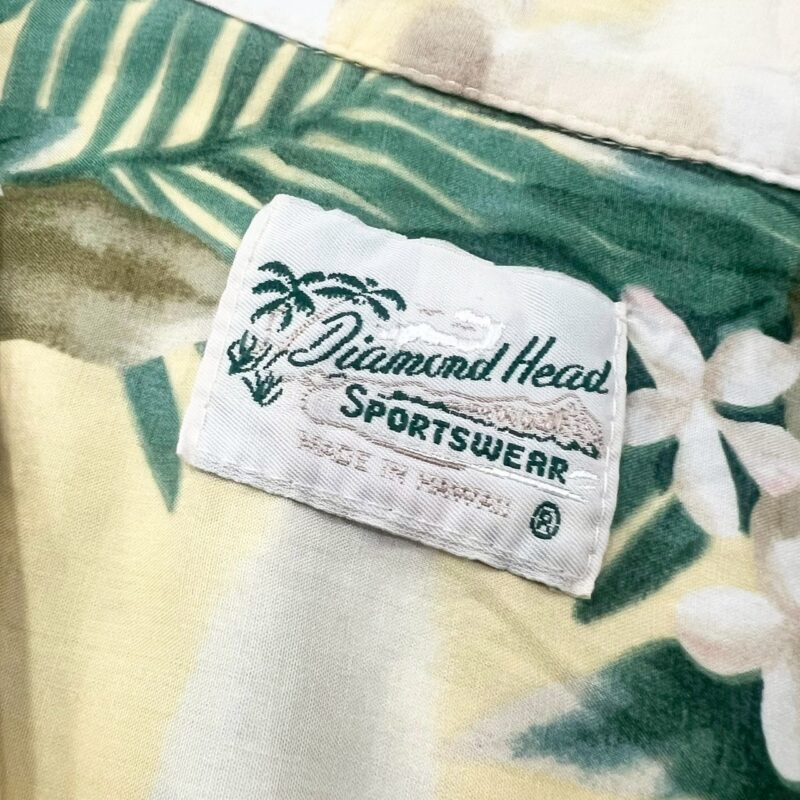 Diamond Head
SPORTSWEAR
MADE IN HAWAII
®